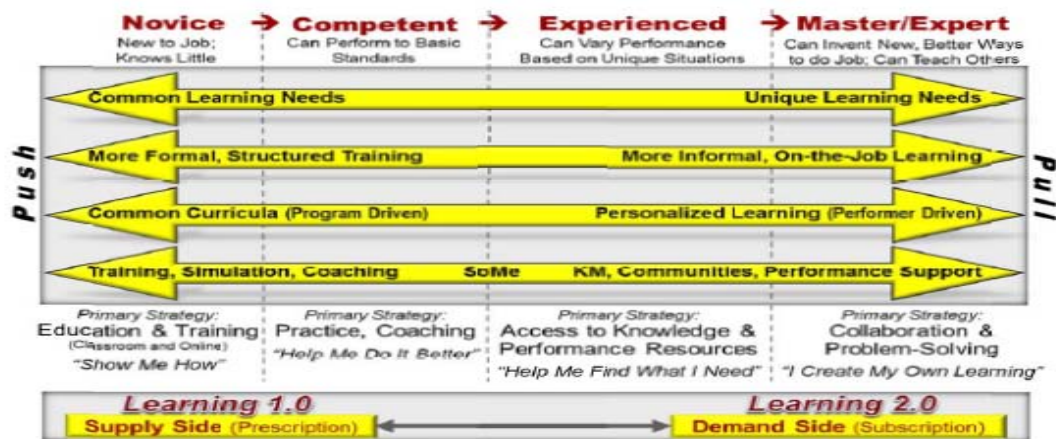 Novice → Competent → Experienced → Master/Expert
New to Job;
Knows Little
Can Perform to Basic
Standards
Can Vary Performance
Based on Unique Situations
Can Invent New, Better Ways
to do Job; Can Teach Others
Push
Common Learning Needs
Unique Learning Needs
More Formal, Structured Training
More Informal, On-the-Job Learning
Common Curricula (Program Driven)
Personalized Learning (Performer Driven)
Training, Simulation, Coaching
SoMe
KM, Communities, Performance Support
Pull
Primary Strategy:
Education & Training
(Classroom and Online)
"Show Me How"
Primary Strategy:
Practice, Coaching
"Help Me Do It Better"
Primary Strategy:
Access to Knowledge &
Performance Resources
"Help Me Find What I Need"
Primary Strategy:
Collaboration &
Problem-Solving
"I Create My Own Learning"
Learning 1.0
Supply Side (Prescription)
Learning 2.0
Demand Side (Subscription)